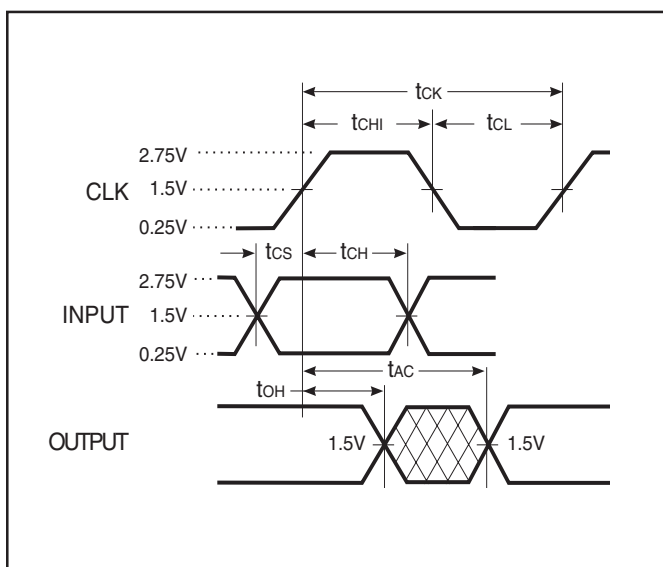 tCK
tCHI tCL
2.75V
CLK 1.5V
0.25V
tCS tCH
2.75V
INPUT 1.5V
0.25V
tAC
tOH
OUTPUT 1.5V 1.5V